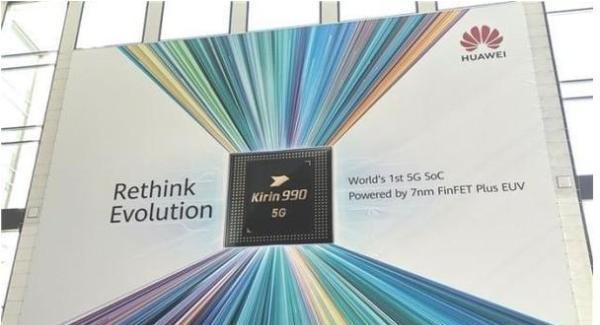 HUAWEI
Rethink
Evolution
Kirin 990
5G
World's 1st 5G SoC
Powered by 7nm FinFET Plus EUV